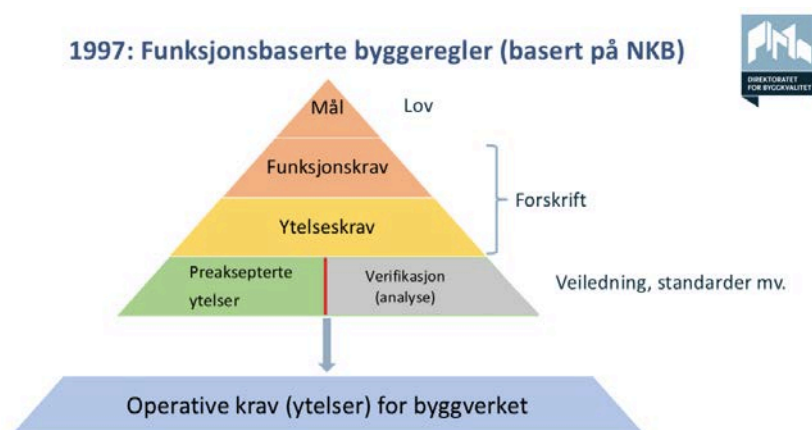 1997: Funksjonsbaserte byggeregler (basert på NKB)
DIREKTORATET
FOR BYGGKVALITET
Mål
Lov
Funksjonskrav
Forskrift
Ytelseskrav
Preaksepterte
ytelser
Verifikasjon
(analyse)
Veiledning, standarder mv.
Operative krav (ytelser) for byggverket